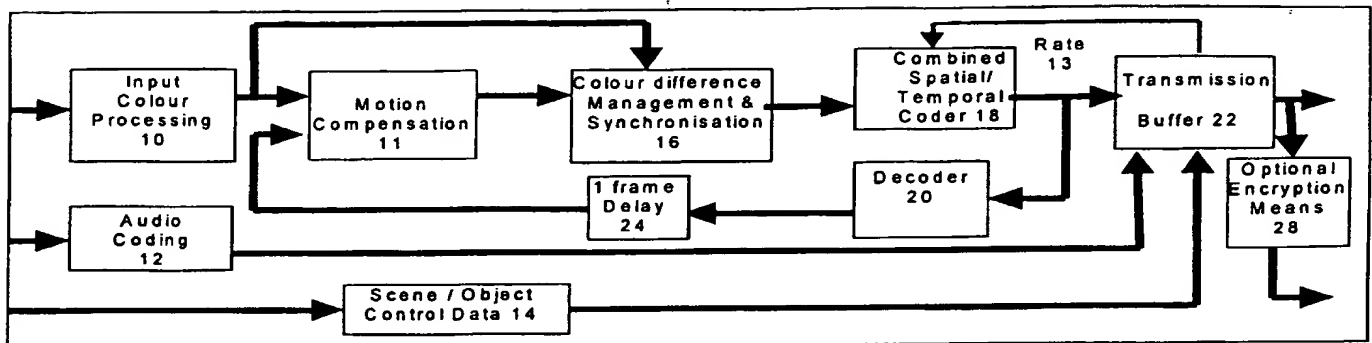 Input
Colour
Processing
10
Motion
Compensation
11
Colour difference
Management &
Synchronisation
16
Combined
Spatial/
Temporal
Coder 18
Rate
13
Transmission
Buffer 22
Optional
Encryption
Means
28
Decoder
20
1 frame
Delay
24
Audio
Coding
12
Scene / Object
Control Data 14